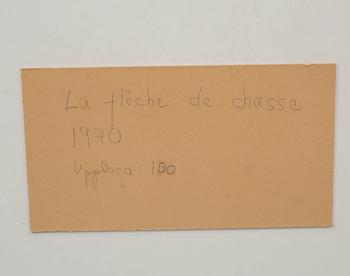 La flèche de chasse
1970
Upplaga: 100